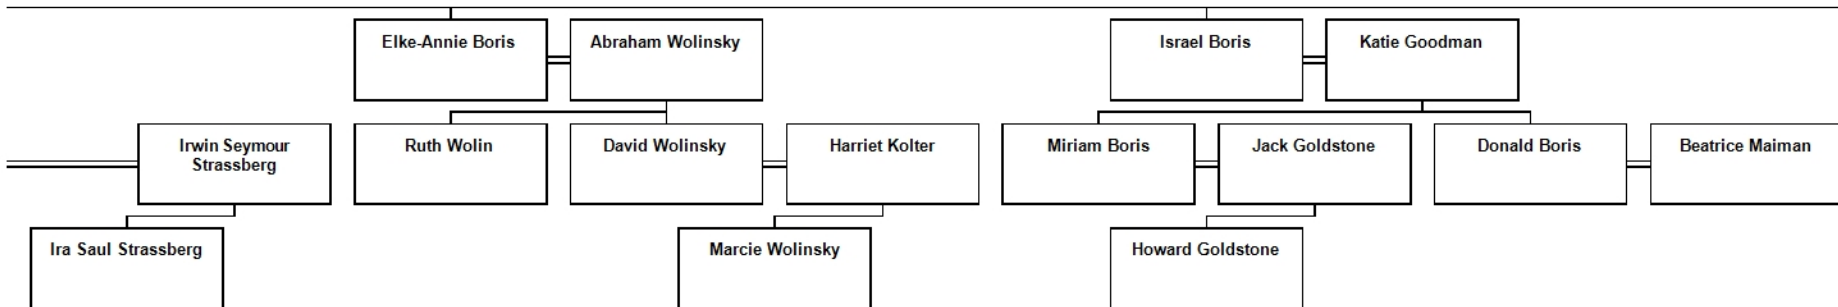 Elke-Annie Boris
Abraham Wolinsky
Israel Boris
Katie Goodman
Irwin Seymour
Strassberg
Ruth Wolin
David Wolinsky
Harriet Kolter
Miriam Boris
Jack Goldstone
Donald Boris
Beatrice Maiman
Ira Saul Strassberg
Marcie Wolinsky
Howard Goldstone